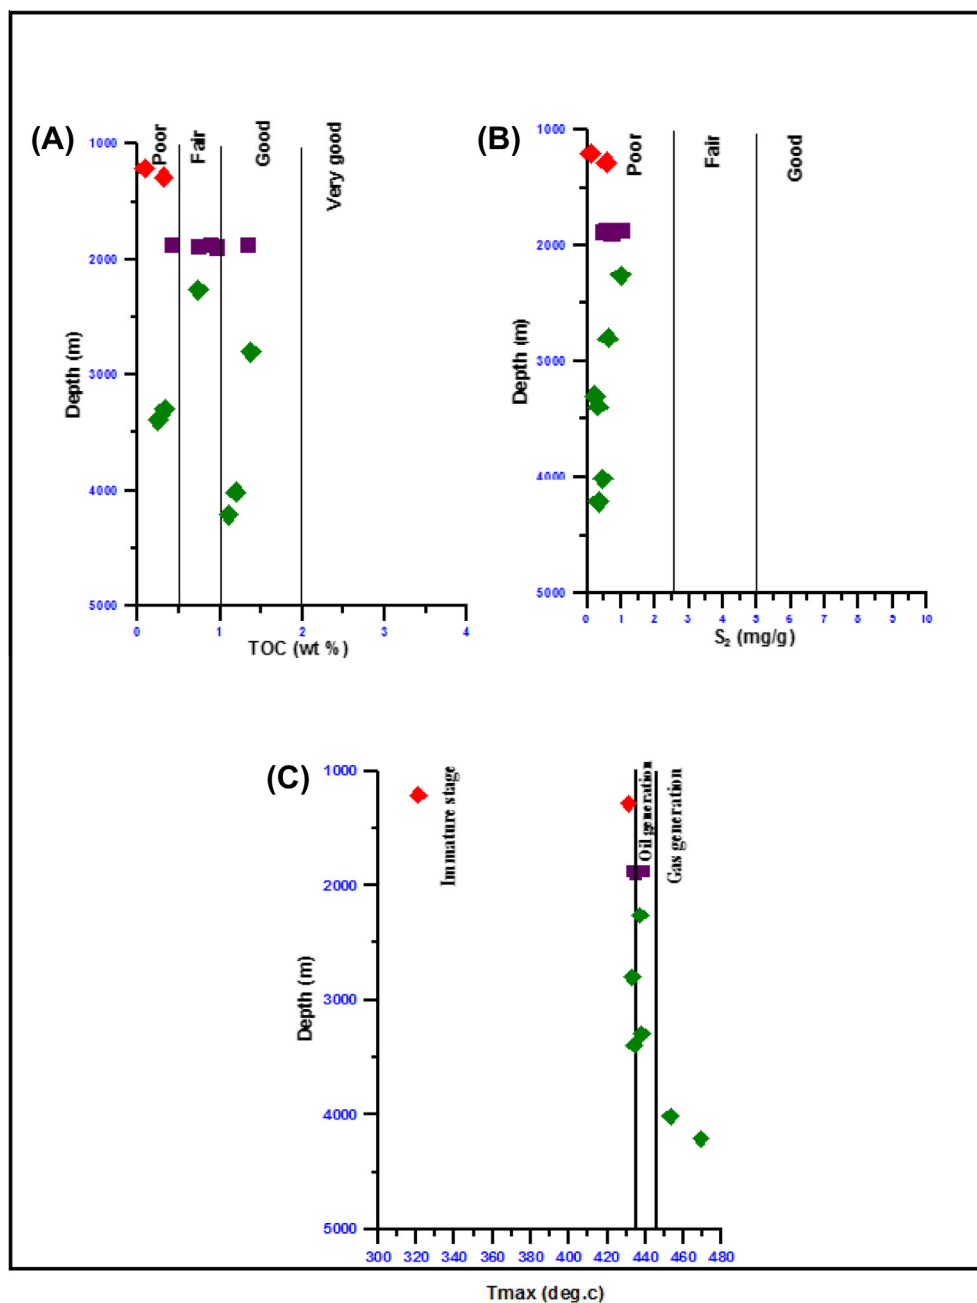 (A)
Poor
Fair
Good
Very good
1000
2000
3000
4000
5000
Depth (m)
0
1
2
3
4
TOC (wt %)
(B)
Poor
Fair
Good
1000
2000
3000
4000
5000
Depth (m)
0
1
2
3
4
5
6
7
8
9
10
S₂ (mg/g)
(C)
Immature stage
Oil generation
Gas generation
1000
2000
3000
4000
5000
Depth (m)
300 320 340 360 380 400 420 440 460 480
Tmax (deg.c)